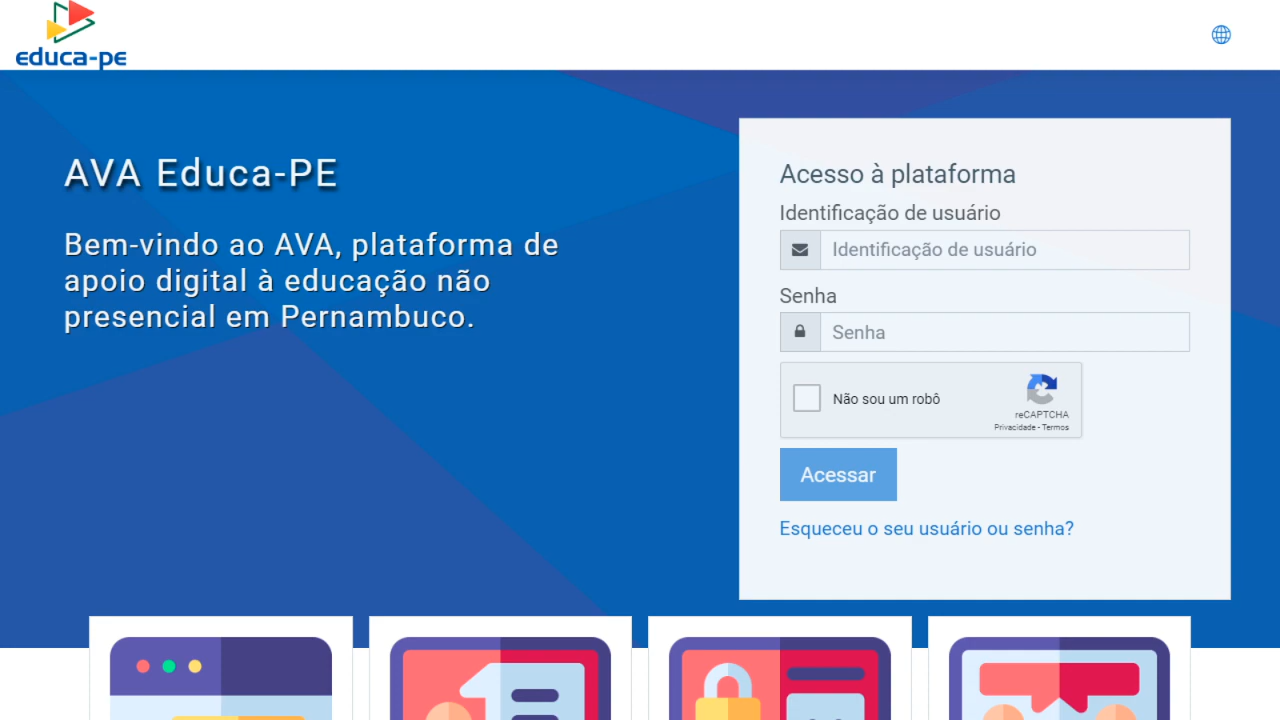 educa-pe
AVA Educa-PE
Bem-vindo ao AVA, plataforma de
apoio digital à educação não
presencial em Pernambuco.
Acesso à plataforma
Identificação de usuário
Identificação de usuário
Senha
Senha
Não sou um robô
reCAPTCHA
Privacidade - Termos
Acessar
Esqueceu o seu usuário ou senha?